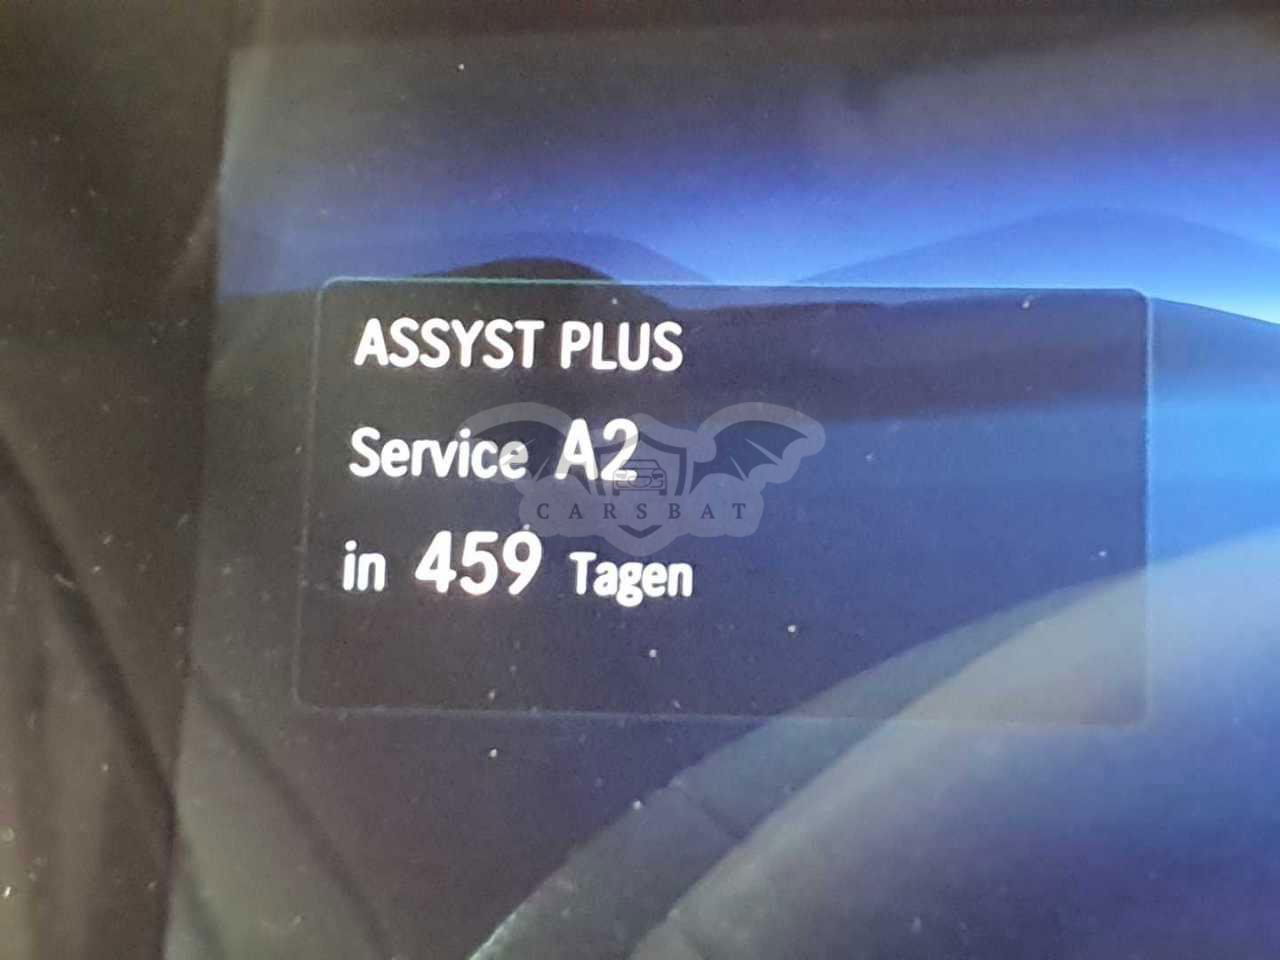 ASSYST PLUS
Service A2
CARSBAT
in 459 Tagen